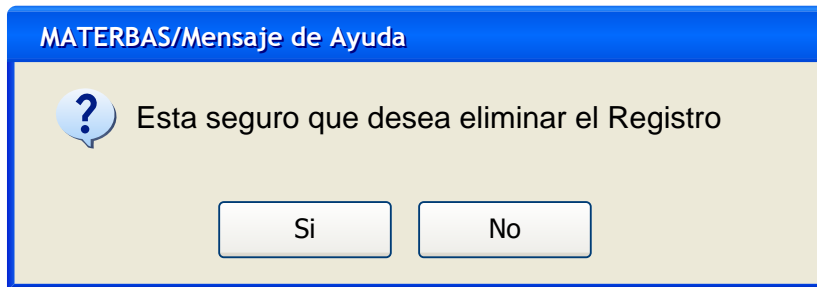 MATERBAS/Mensaje de Ayuda
Esta seguro que desea eliminar el Registro
Si No